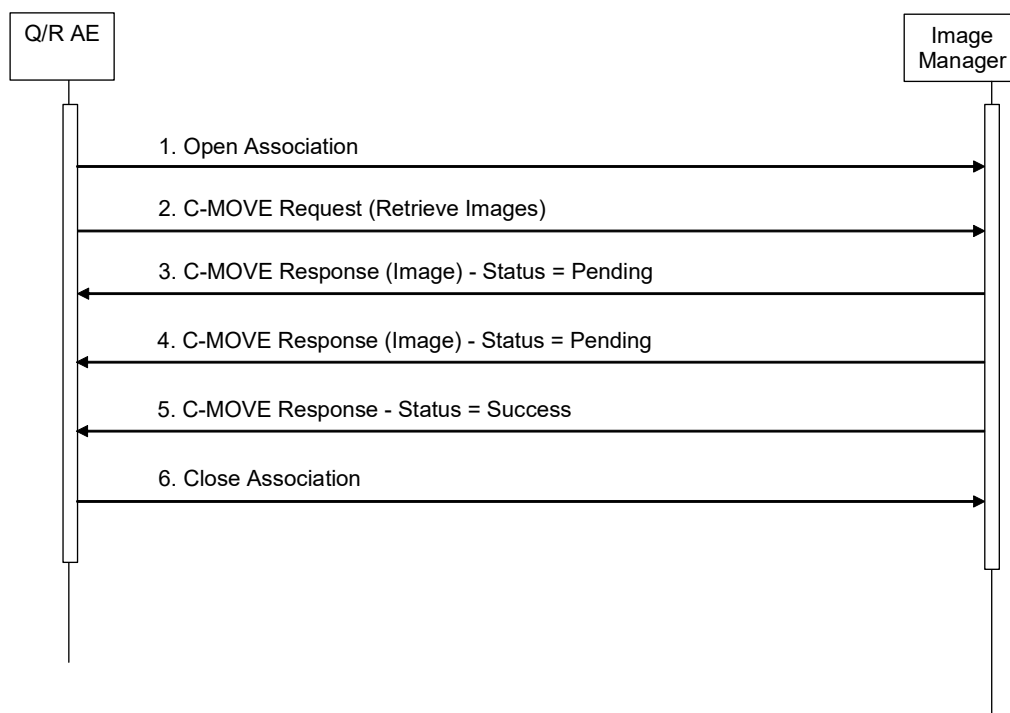 Q/R AE
Image
Manager
1. Open Association
2. C-MOVE Request (Retrieve Images)
3. C-MOVE Response (Image) - Status = Pending
4. C-MOVE Response (Image) - Status = Pending
5. C-MOVE Response - Status = Success
6. Close Association